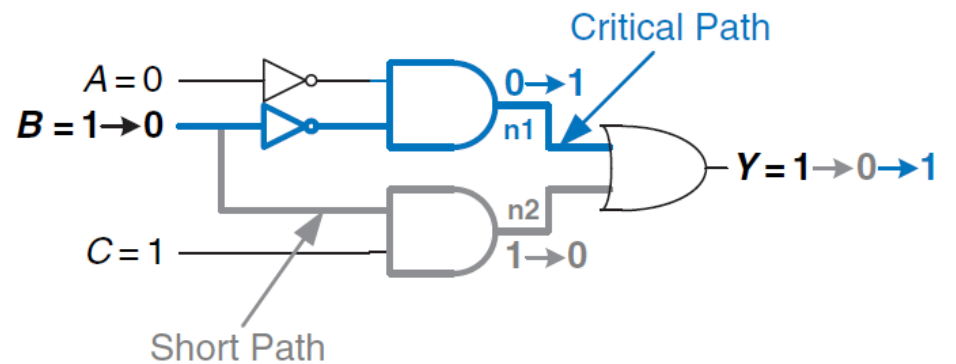 Critical Path
A = 0
0→1
B = 1→0
n1
Y = 1→0→1
n2
C = 1
1→0
Short Path